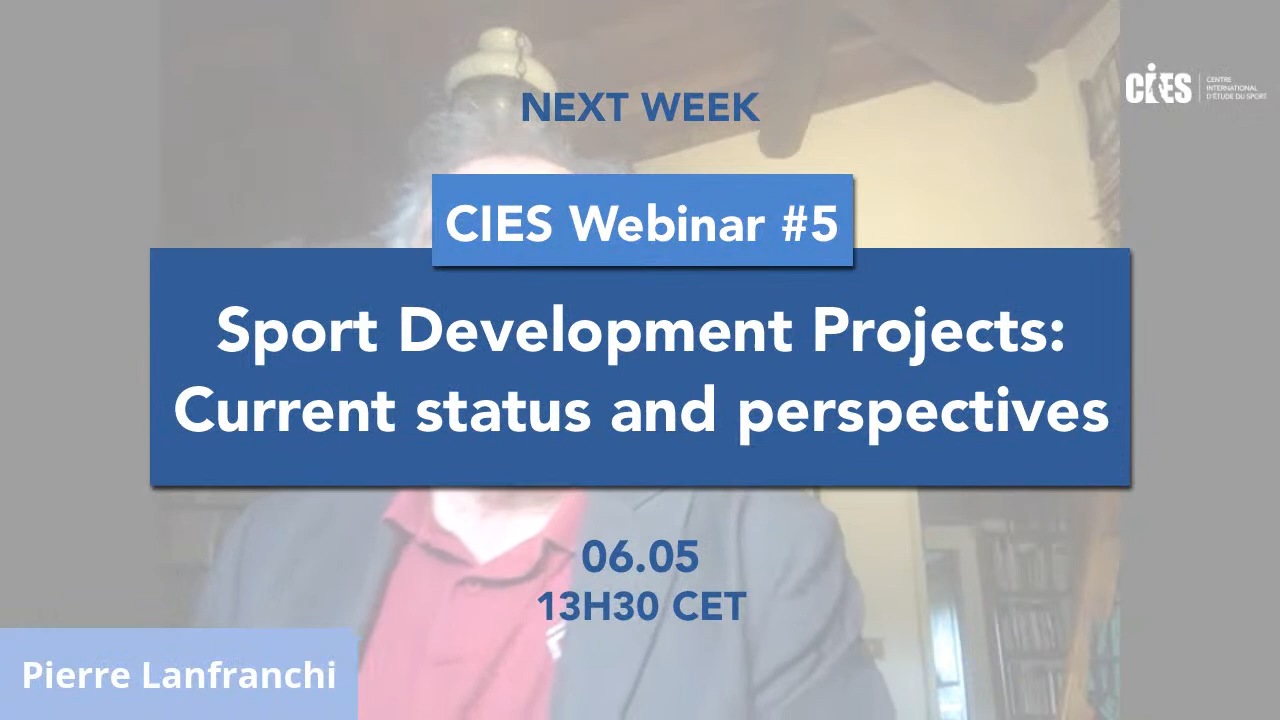 NEXT WEEK
CIES
CENTRE
INTERNATIONAL
D'ÉTUDE DU SPORT
CIES Webinar #5
Sport Development Projects:
Current status and perspectives
06.05
13H30 CET
Pierre Lanfranchi